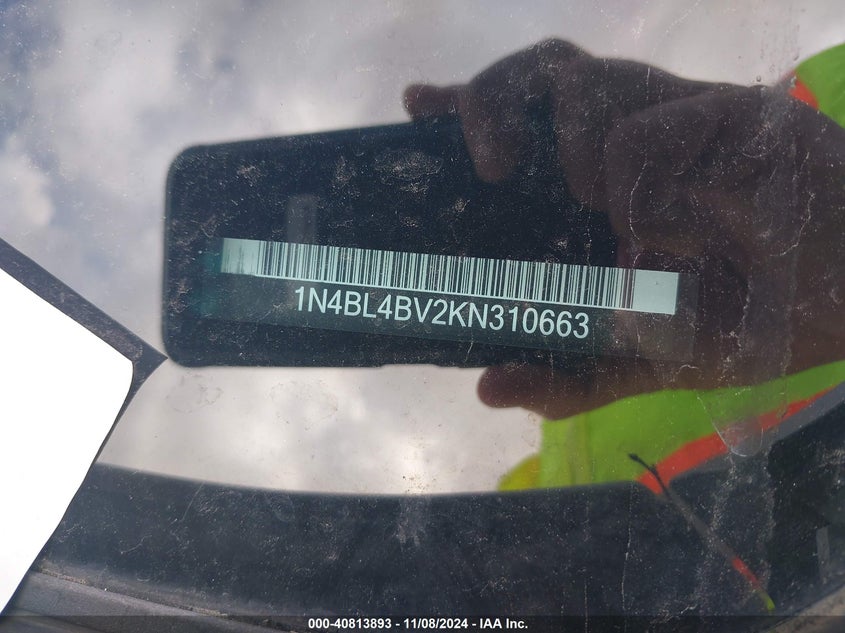 1N4BL4BV2KN310663
000-40813893 - 11/08/2024 - IAA Inc.